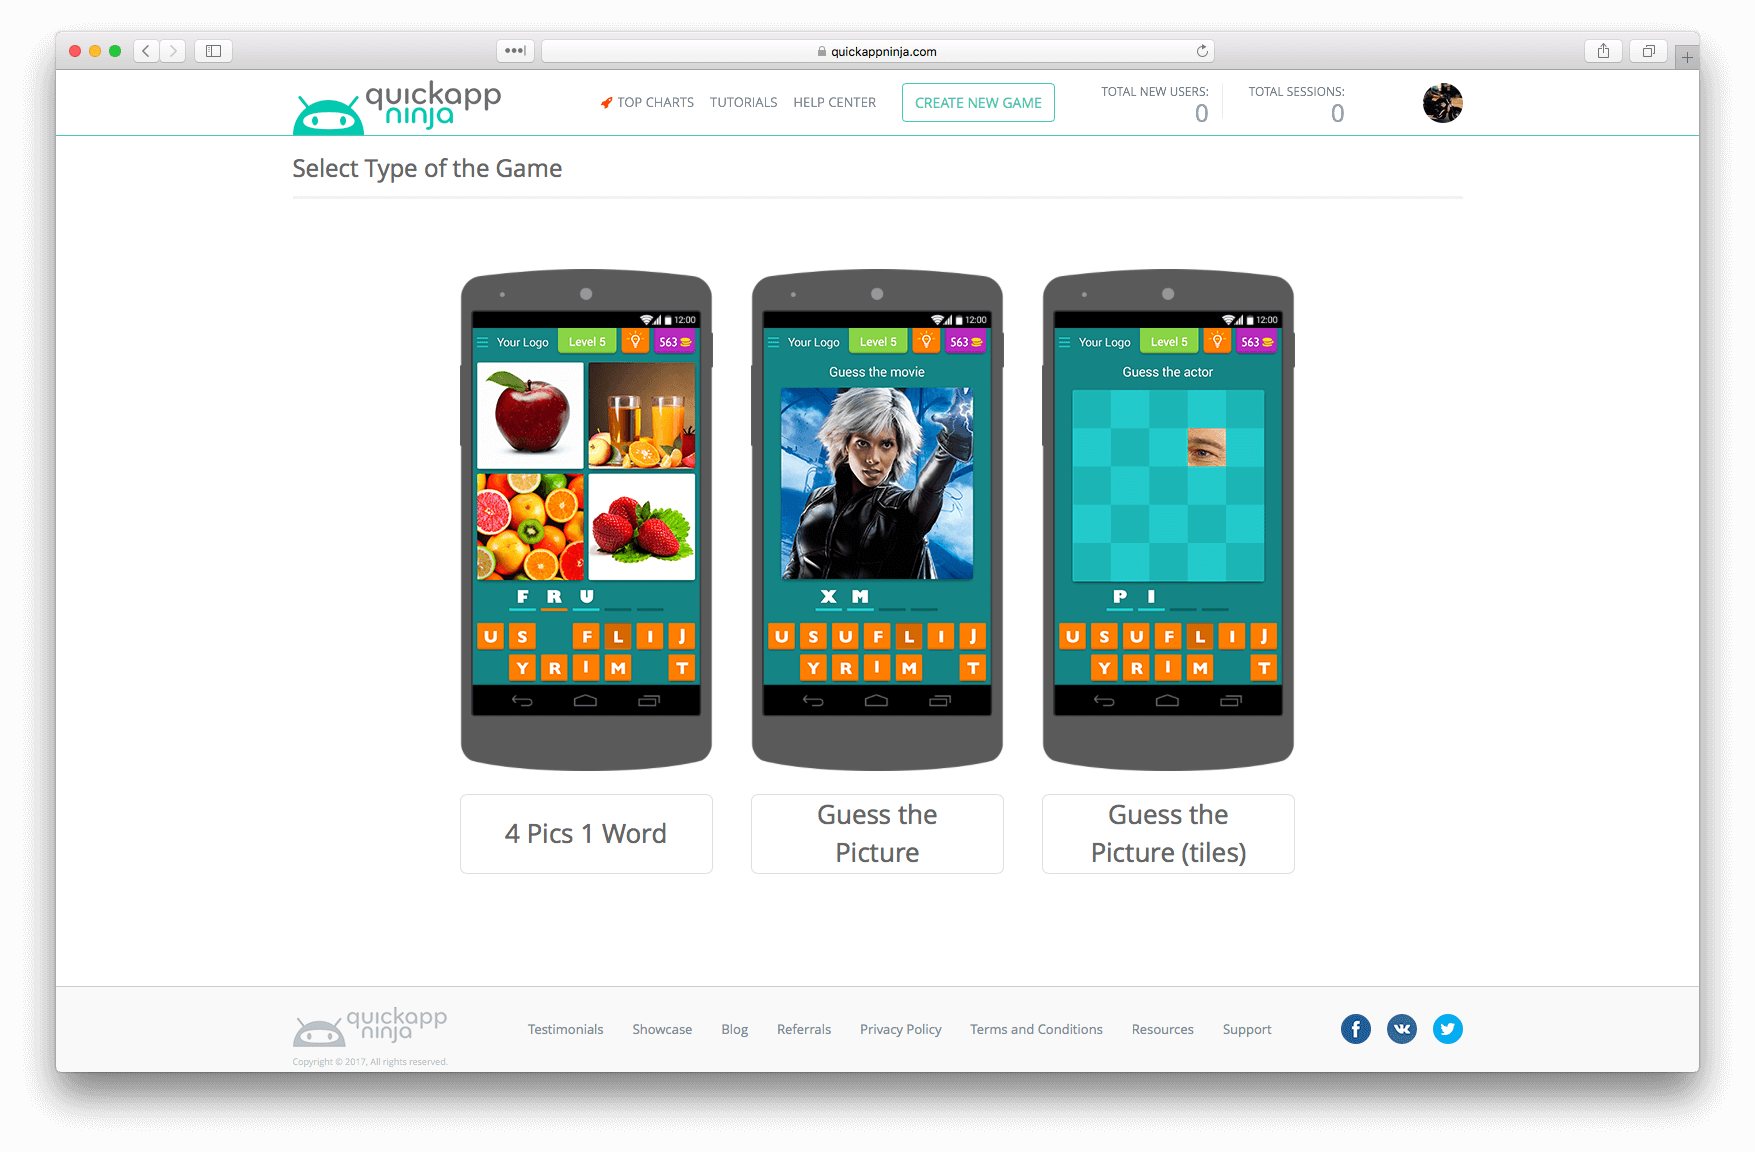 quickappninja.com
quickapp
ninja
TOP CHARTS
TUTORIALS
HELP CENTER
CREATE NEW GAME
TOTAL NEW USERS:
0
TOTAL SESSIONS:
0
Select Type of the Game
12:00
Your Logo
Level 5
563
F R U
U S F L I J
Y R I M T
4 Pics 1 Word
12:00
Your Logo
Level 5
563
Guess the movie
X M
U S U F L I J
Y R I M T
Guess the
Picture
12:00
Your Logo
Level 5
563
Guess the actor
P I
U S U F L I J
Y R I M T
Guess the
Picture (tiles)
quickapp
ninja
Copyright © 2017, All rights reserved.
Testimonials
Showcase
Blog
Referrals
Privacy Policy
Terms and Conditions
Resources
Support